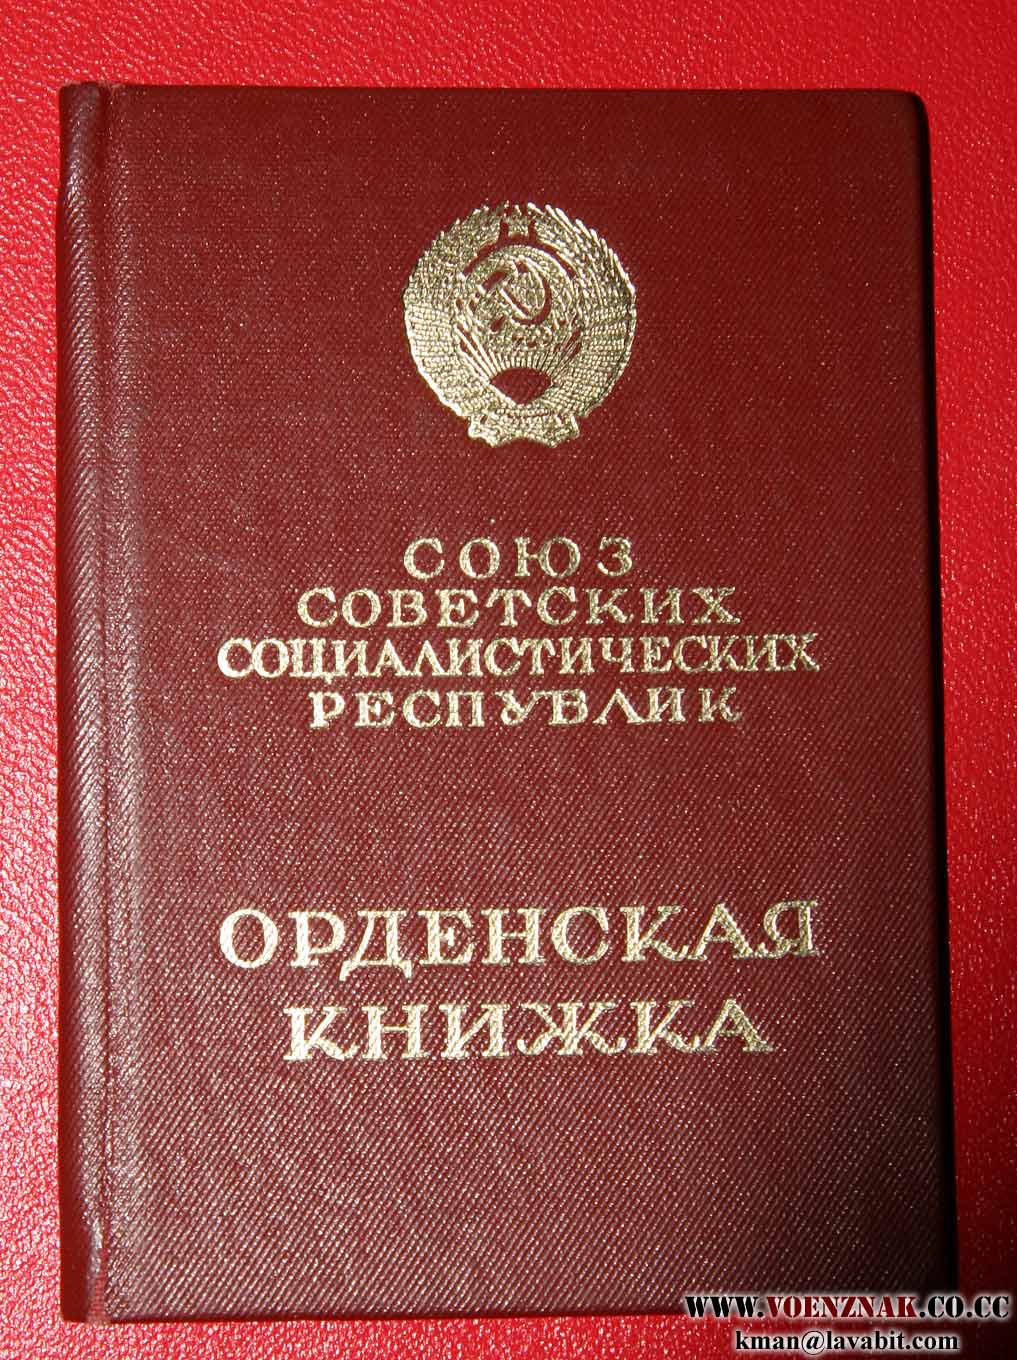 СОЮЗ
СОВЕТСКИХ
СОЦИАЛИСТИЧЕСКИХ
РЕСПУБЛИК
ОРДЕНСКАЯ
КНИЖКА
WWW.VOENZNAK.CO.CC
kman@lavabit.com